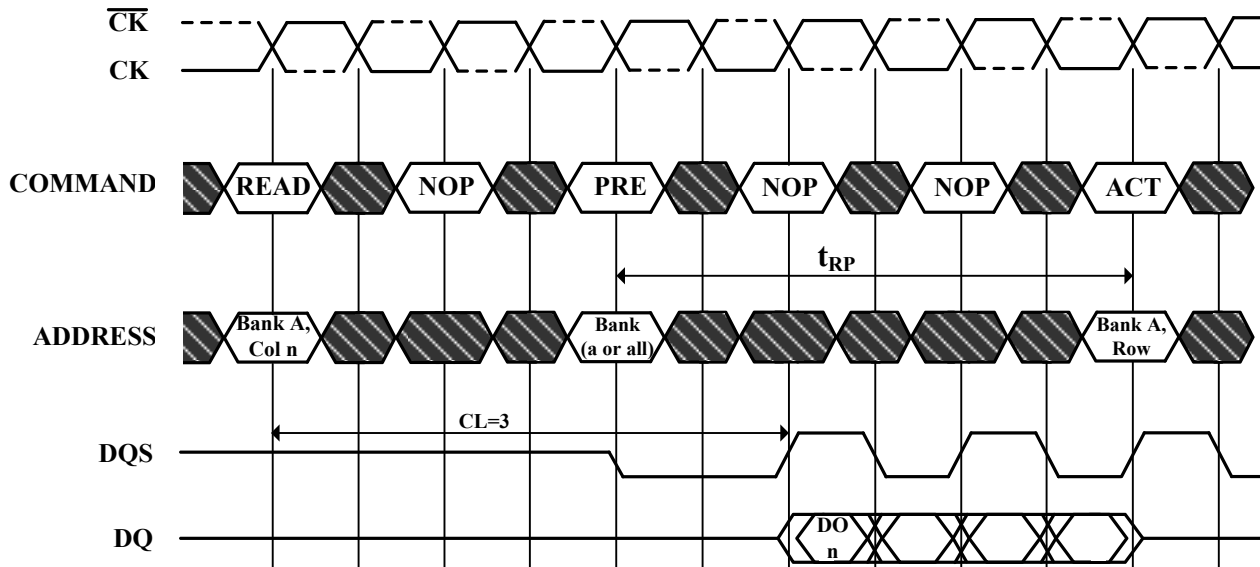 CK
CK
COMMAND
READ
NOP
PRE
NOP
NOP
ACT
tRP
ADDRESS
Bank A,
Col n
Bank
(a or all)
Bank A,
Row
CL=3
DQS
DQ
DO
n